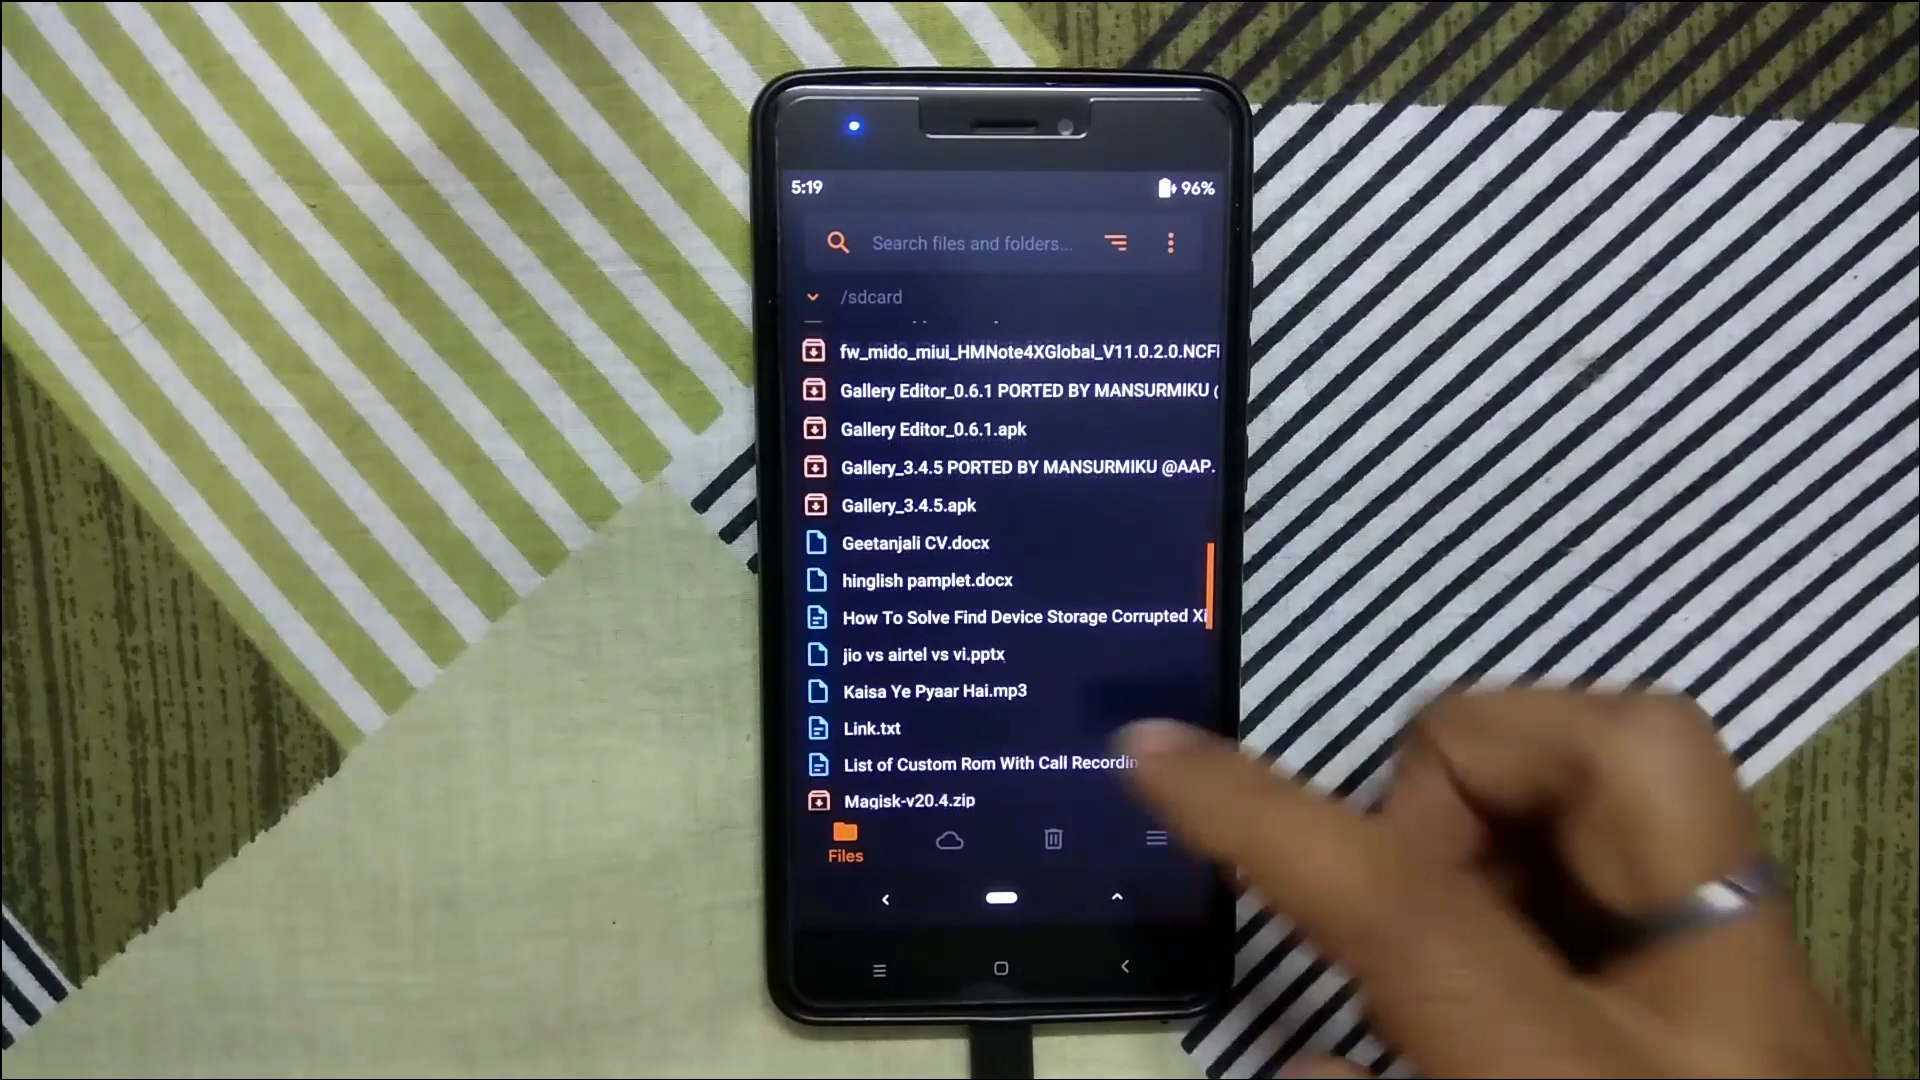 5:19
96%
Search files and folders...
/sdcard
fw_mido_miui_HMNote4XGlobal_V11.0.2.0.NCF
Gallery Editor_0.6.1 PORTED BY MANSURMIKU (
Gallery Editor_0.6.1.apk
Gallery_3.4.5 PORTED BY MANSURMIKU @AAP.
Gallery_3.4.5.apk
Geetanjali CV.docx
hinglish pamplet.docx
How To Solve Find Device Storage Corrupted Xi
jio vs airtel vs vi.pptx
Kaisa Ye Pyaar Hai.mp3
Link.txt
List of Custom Rom With Call Recordin
Magisk-v20.4.zip
Files